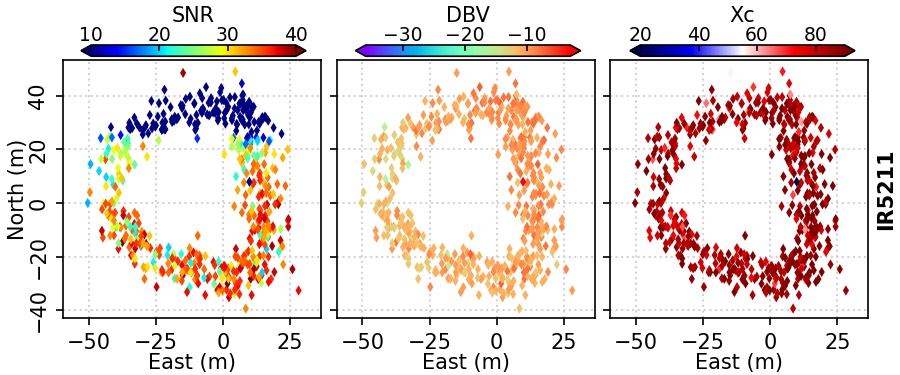 SNR DBV Xc
10 20 30 40 −30 −20 −10 20 40 60 80
North (m)
40
20
0
−20
−40
−50 −25 0 25 −50 −25 0 25 −50 −25 0 25
East (m) East (m) East (m)
IR5211